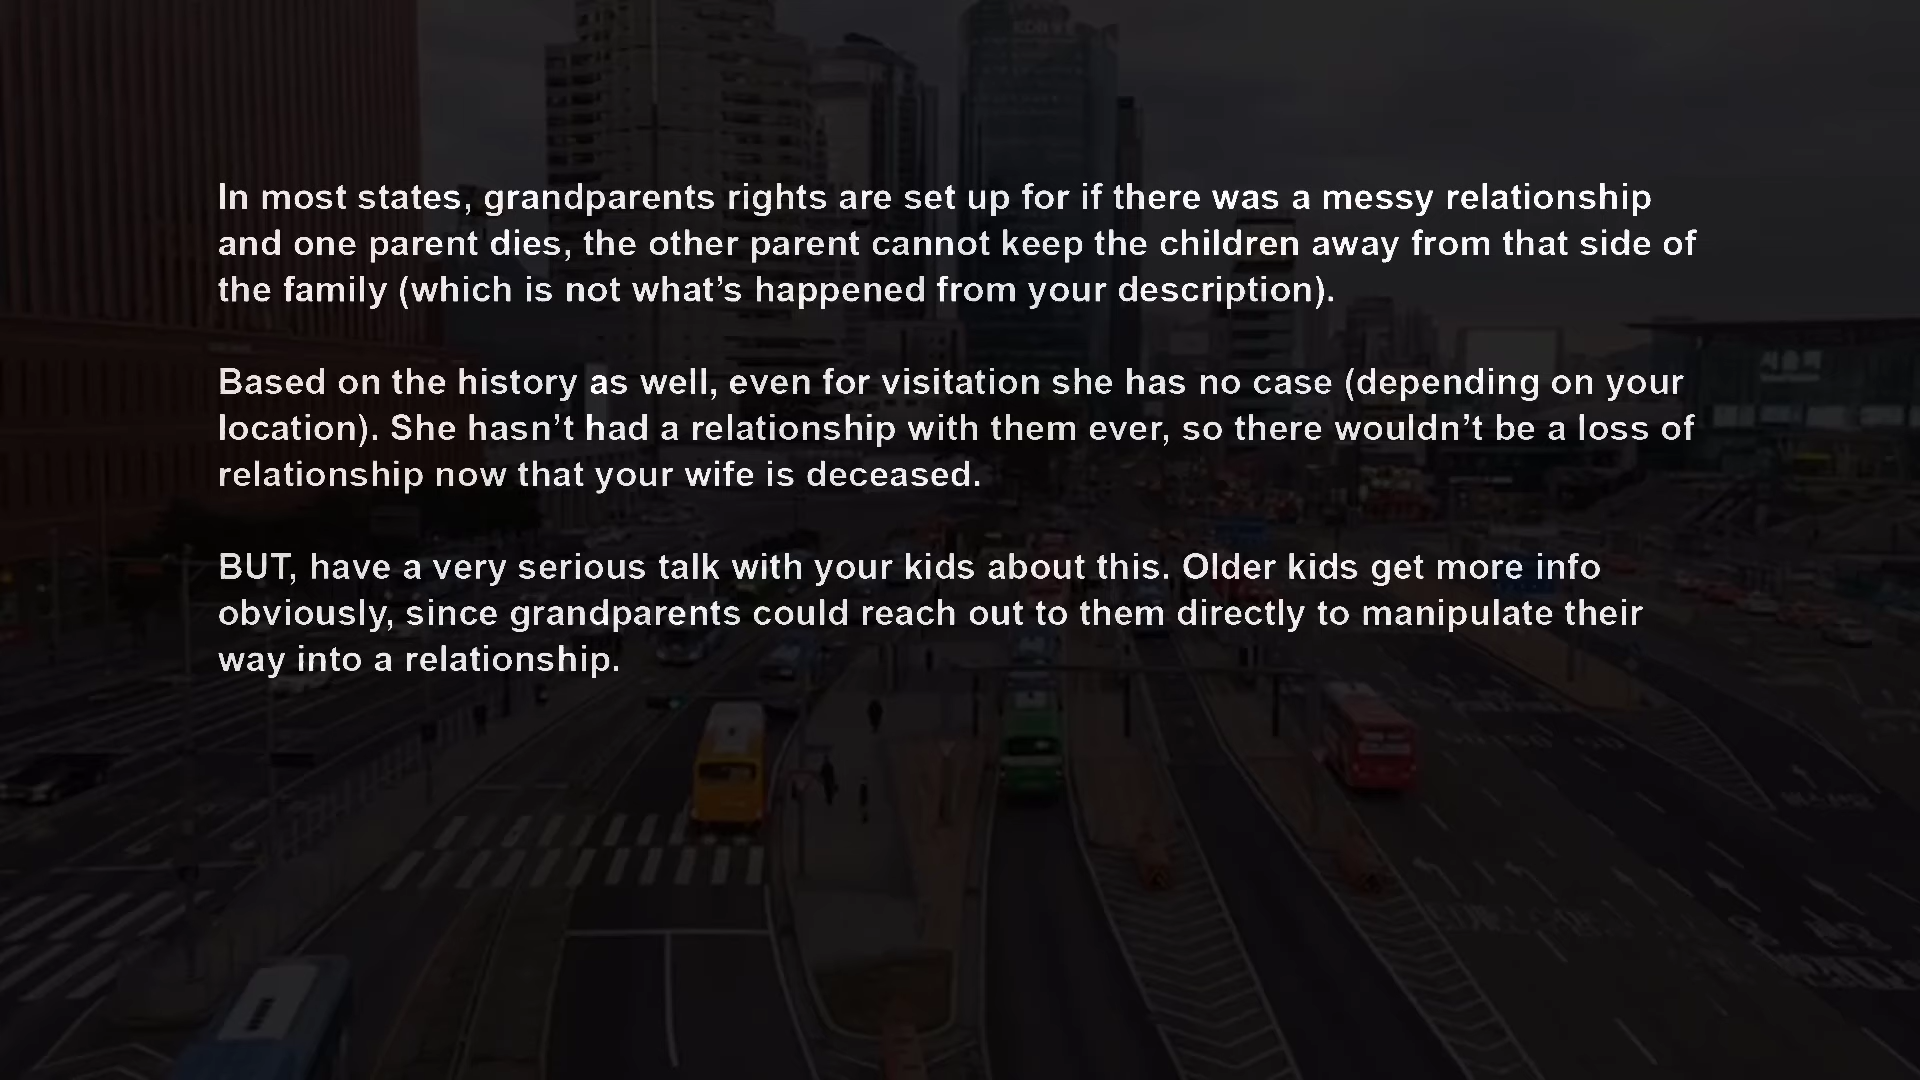 In most states, grandparents rights are set up for if there was a messy relationship
and one parent dies, the other parent cannot keep the children away from that side of
the family (which is not what’s happened from your description).
Based on the history as well, even for visitation she has no case (depending on your
location). She hasn’t had a relationship with them ever, so there wouldn’t be a loss of
relationship now that your wife is deceased.
BUT, have a very serious talk with your kids about this. Older kids get more info
obviously, since grandparents could reach out to them directly to manipulate their
way into a relationship.
서울역